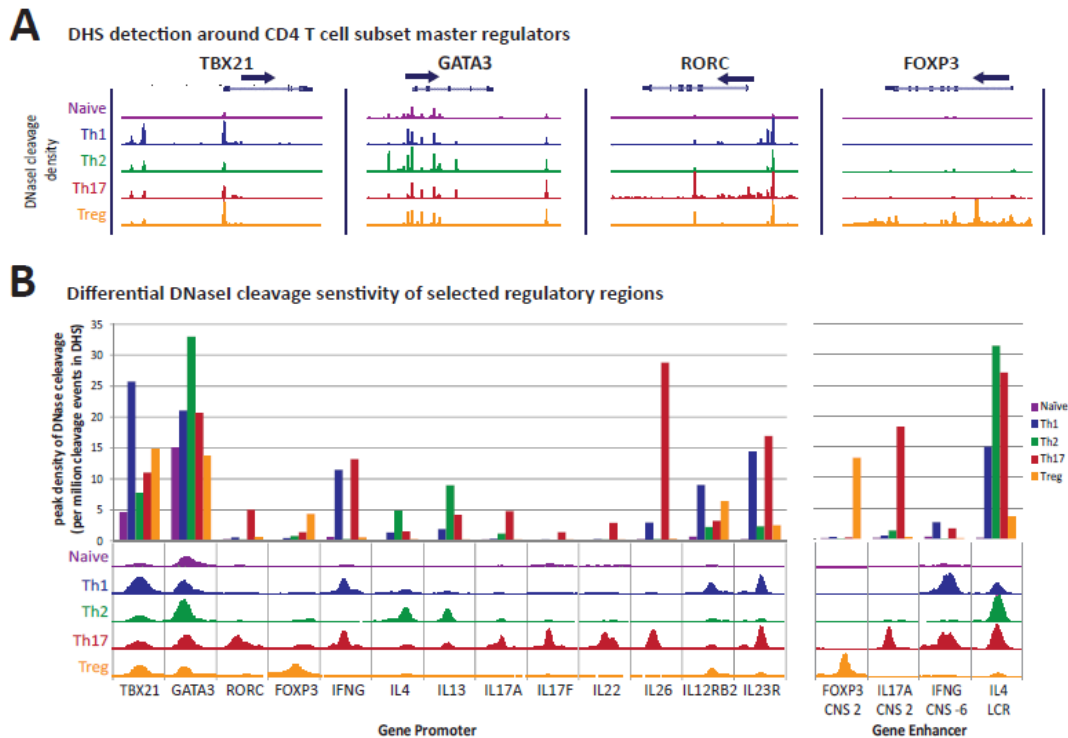 A DHS detection around CD4 T cell subset master regulators
TBX21 GATA3 RORC FOXP3
DNaseI cleavage
density
Naive
Th1
Th2
Th17
Treg
B Differential DNaseI cleavage senstivity of selected regulatory regions
peak density of DNase celeavage
(per million cleavage events in DHS)
35
30
25
20
15
10
5
0
Naïve
Th1
Th2
Th17
Treg
Naive
Th1
Th2
Th17
Treg
TBX21 GATA3 RORC FOXP3 IFNG IL4 IL13 IL17A IL17F IL22 IL26 IL12RB2 IL23R
FOXP3 IL17A IFNG IL4
CNS 2 CNS 2 CNS -6 LCR
Gene Promoter Gene Enhancer